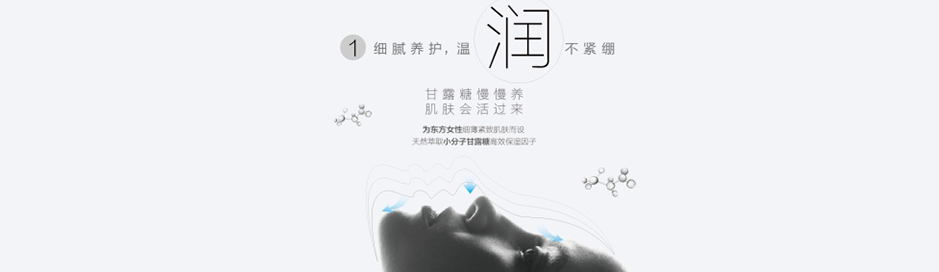 1 细腻养护，温润不紧绷
甘露糖慢慢养
肌肤会活过来
为东方女性细薄紧致肌肤而设
天然萃取小分子甘露糖高效保湿因子